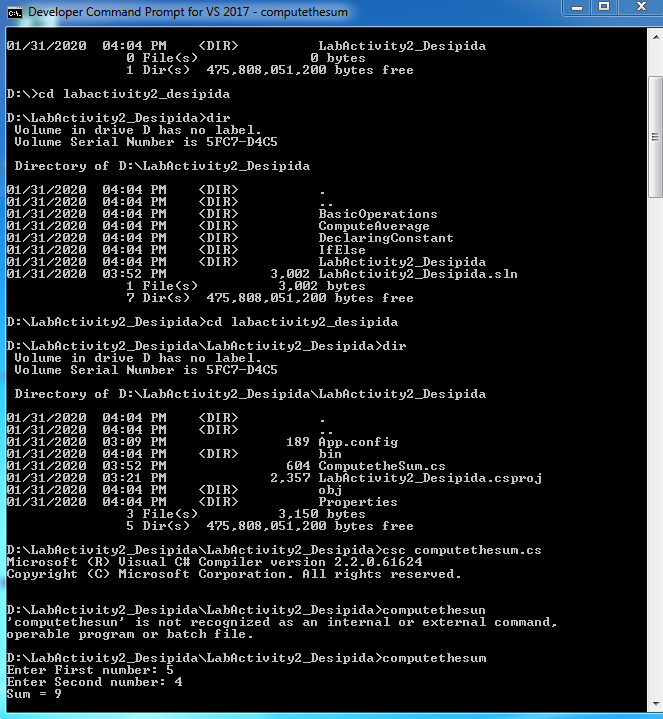 Developer Command Prompt for VS 2017 - computethesum
01/31/2020  04:04 PM    <DIR>          LabActivity2_Desipida
               0 File(s)              0 bytes
               1 Dir(s)  475,808,051,200 bytes free
D:\>cd labactivity2_desipida
D:\LabActivity2_Desipida>dir
 Volume in drive D has no label.
 Volume Serial Number is 5FC7-D4C5
 Directory of D:\LabActivity2_Desipida
01/31/2020  04:04 PM    <DIR>          .
01/31/2020  04:04 PM    <DIR>          ..
01/31/2020  04:04 PM    <DIR>          BasicOperations
01/31/2020  04:04 PM    <DIR>          ComputeAverage
01/31/2020  04:04 PM    <DIR>          DeclaringConstant
01/31/2020  04:04 PM    <DIR>          IfElse
01/31/2020  04:04 PM    <DIR>          LabActivity2_Desipida
01/31/2020  03:52 PM             3,002 LabActivity2_Desipida.sln
               1 File(s)          3,002 bytes
               7 Dir(s)  475,808,051,200 bytes free
D:\LabActivity2_Desipida>cd labactivity2_desipida
D:\LabActivity2_Desipida\LabActivity2_Desipida>dir
 Volume in drive D has no label.
 Volume Serial Number is 5FC7-D4C5
 Directory of D:\LabActivity2_Desipida\LabActivity2_Desipida
01/31/2020  04:04 PM    <DIR>          .
01/31/2020  04:04 PM    <DIR>          ..
01/31/2020  03:09 PM               189 App.config
01/31/2020  04:04 PM    <DIR>          bin
01/31/2020  03:52 PM               604 ComputetheSum.cs
01/31/2020  03:21 PM             2,357 LabActivity2_Desipida.csproj
01/31/2020  04:04 PM    <DIR>          obj
01/31/2020  04:04 PM    <DIR>          Properties
               3 File(s)          3,150 bytes
               5 Dir(s)  475,808,051,200 bytes free
D:\LabActivity2_Desipida\LabActivity2_Desipida>csc computethesum.cs
Microsoft (R) Visual C# Compiler version 2.2.0.61624
Copyright (C) Microsoft Corporation. All rights reserved.
D:\LabActivity2_Desipida\LabActivity2_Desipida>computethesun
'computethesun' is not recognized as an internal or external command,
operable program or batch file.
D:\LabActivity2_Desipida\LabActivity2_Desipida>computethesum
Enter First number: 5
Enter Second number: 4
Sum = 9